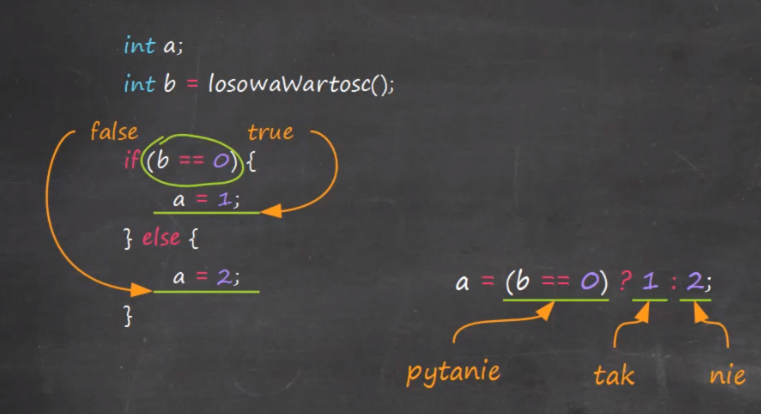 int a;
int b = losowaWartosc();
false true
if (b == 0) {
a = 1;
} else {
a = 2;
}
a = (b == 0) ? 1 : 2;
pytanie tak nie